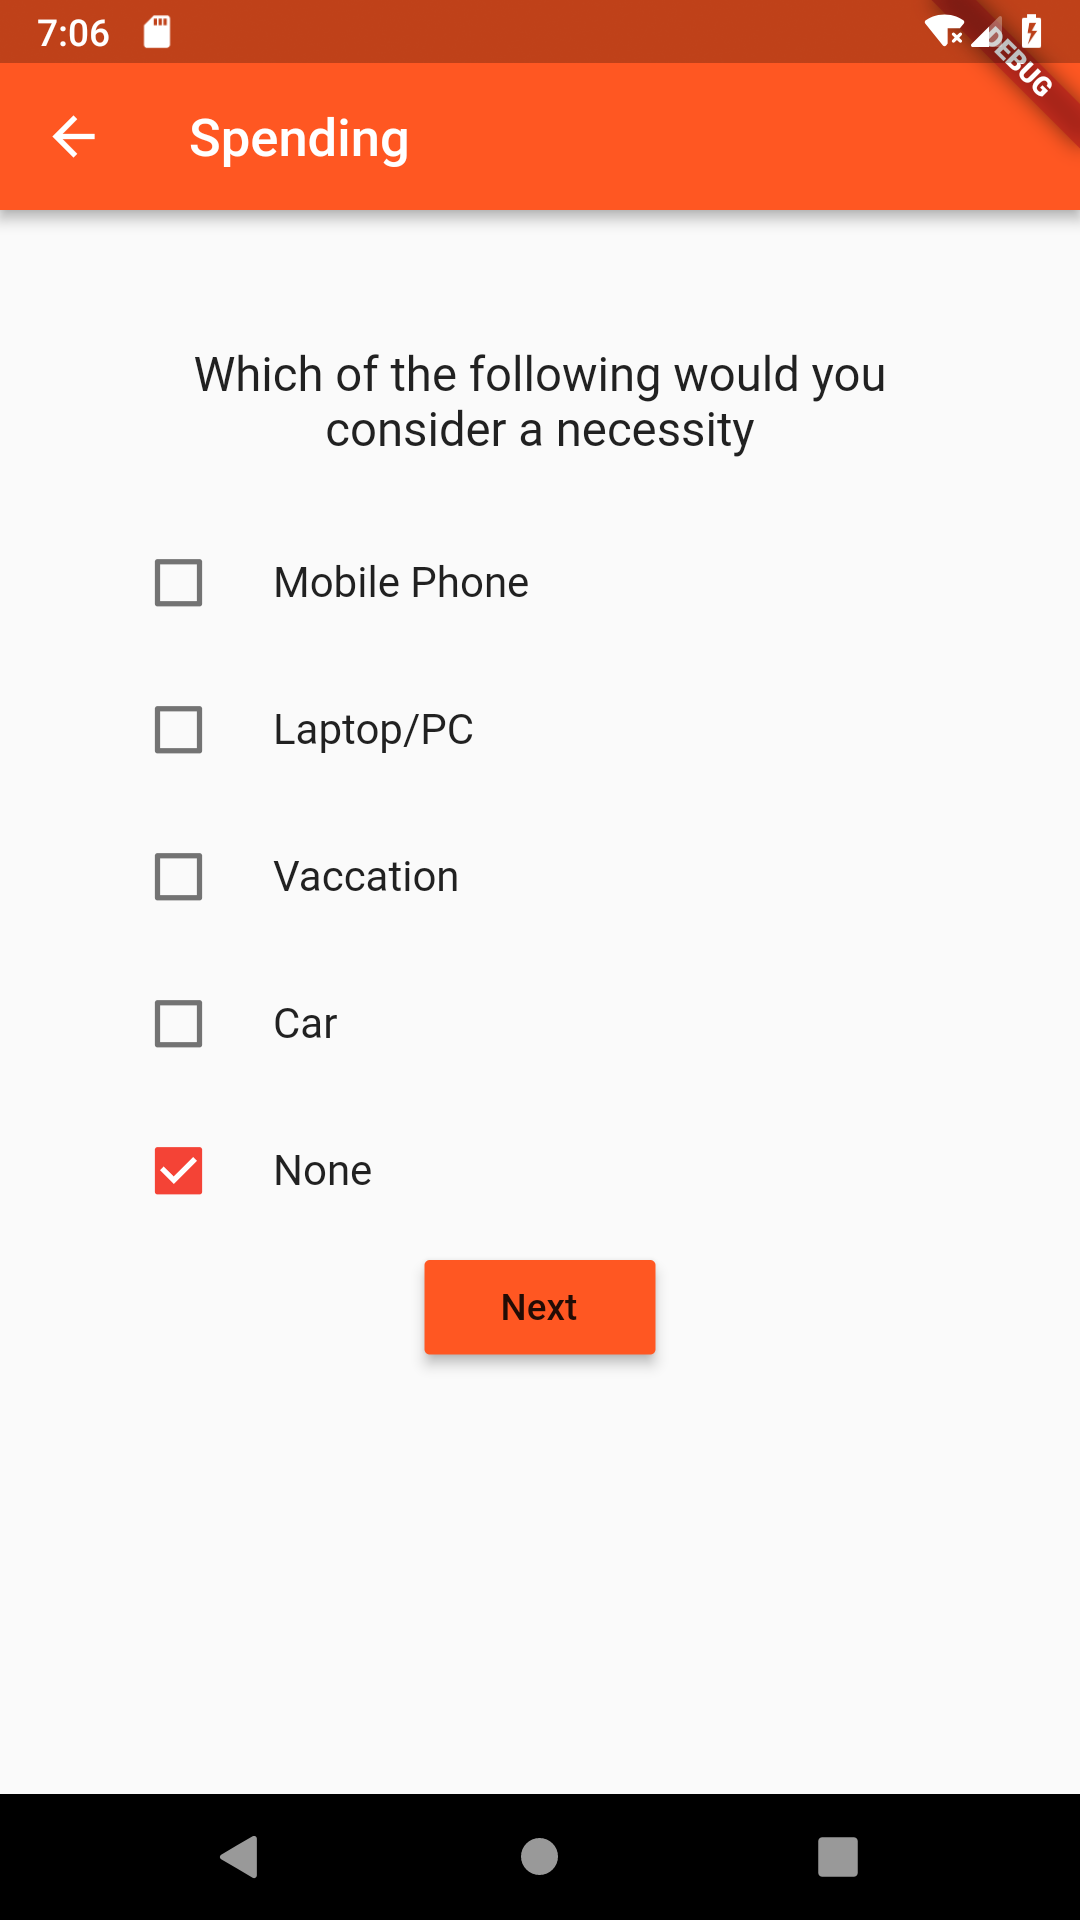 7:06
DEBUG
Spending
Which of the following would you
consider a necessity
Mobile Phone
Laptop/PC
Vaccation
Car
None
Next